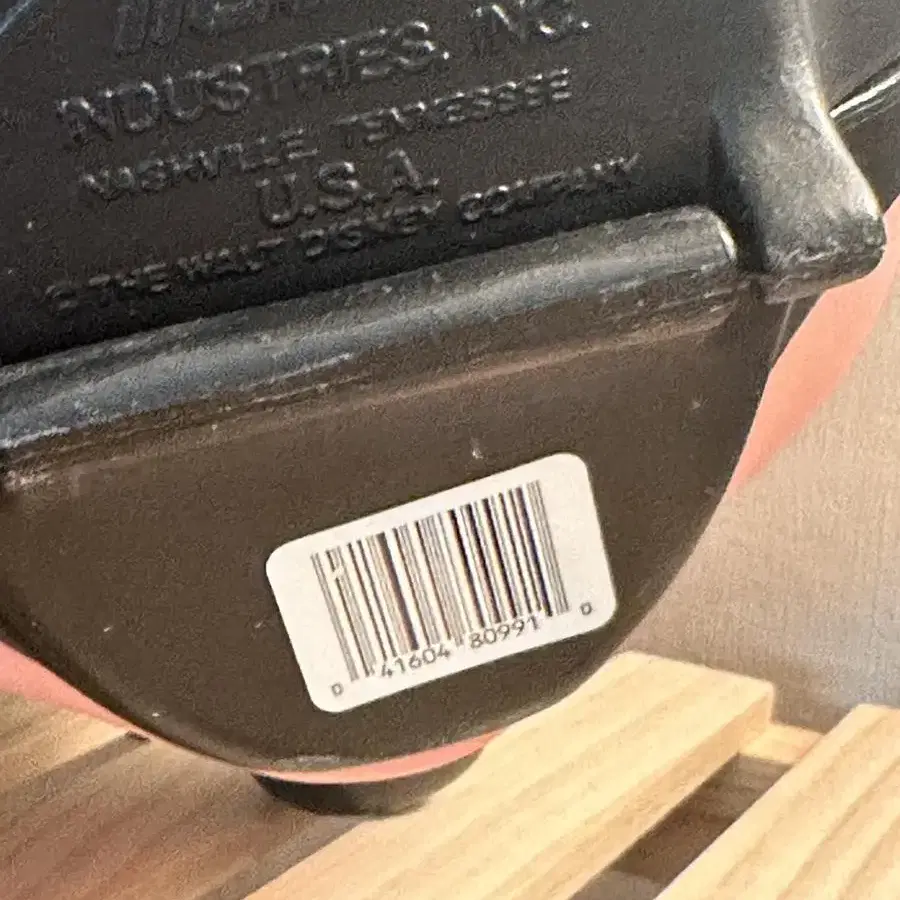 INDUSTRIES, INC.
NASHVILLE, TENNESSEE
U.S.A.
© THE WALT DISNEY COMPANY
0 41604 80991 0